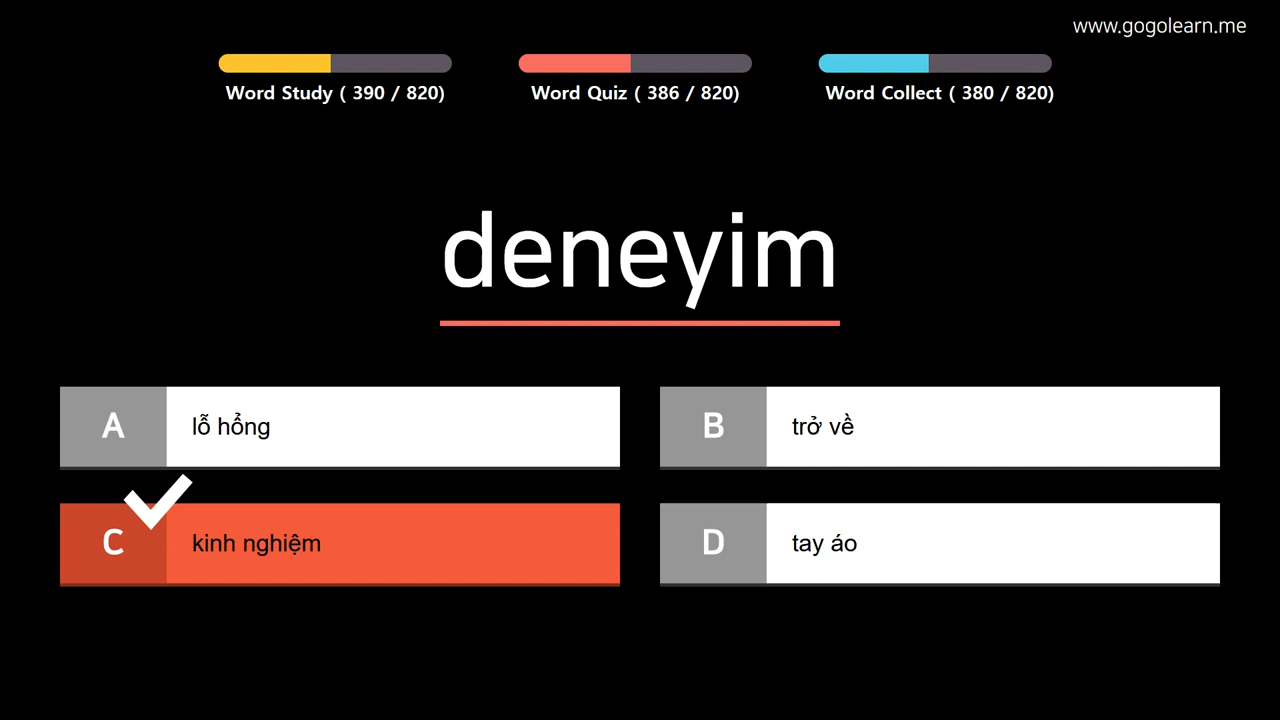 www.gogolearn.me
Word Study ( 390 / 820)
Word Quiz ( 386 / 820)
Word Collect ( 380 / 820)
deneyim
A
lỗ hổng
B
trở về
C
kinh nghiệm
D
tay áo